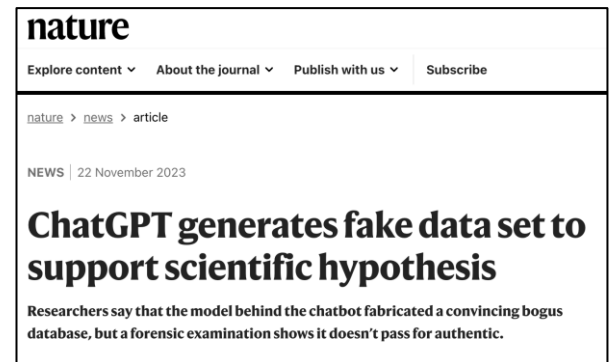 nature
Explore content About the journal Publish with us Subscribe
nature > news > article
NEWS | 22 November 2023
ChatGPT generates fake data set to
support scientific hypothesis
Researchers say that the model behind the chatbot fabricated a convincing bogus
database, but a forensic examination shows it doesn’t pass for authentic.